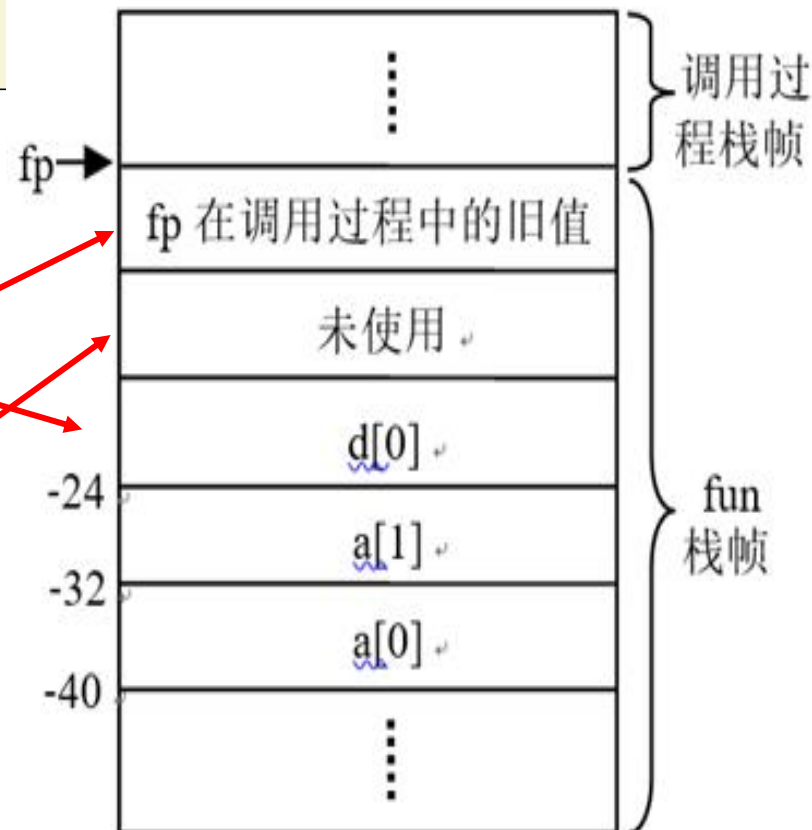 调用过
程栈帧
fp
fp 在调用过程中的旧值
未使用
d[0]
-24
a[1]
fun
栈帧
-32
a[0]
-40